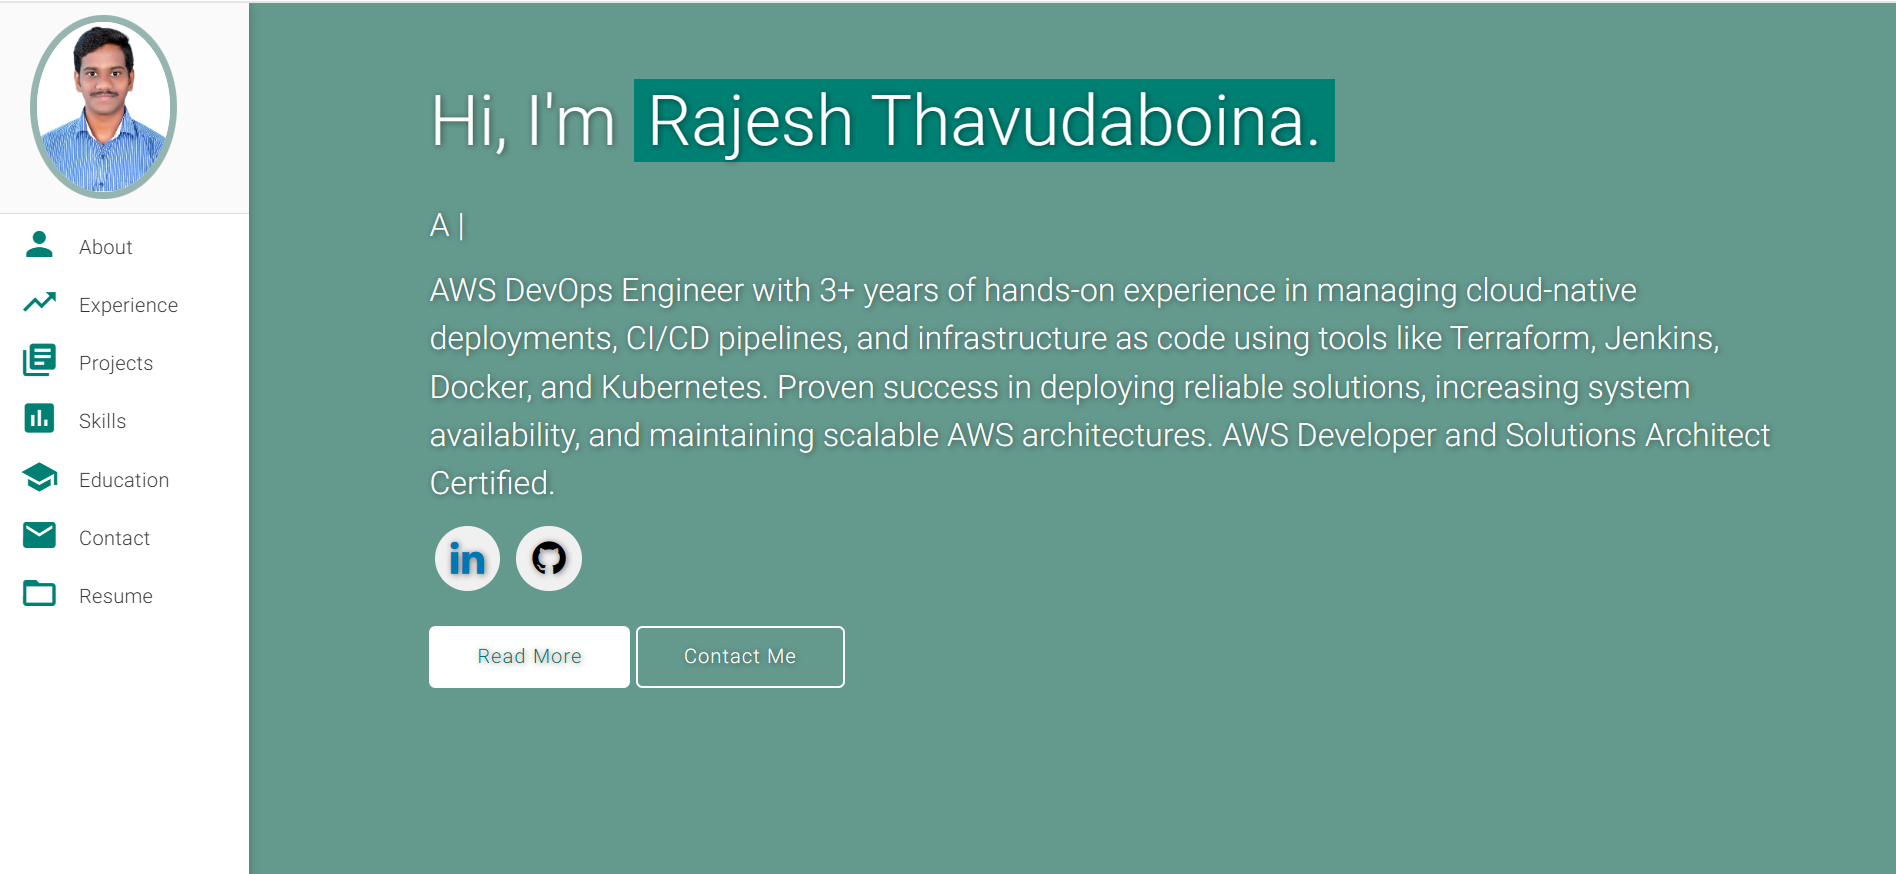 About
Experience
Projects
Skills
Education
Contact
Resume
Hi, I'm Rajesh Thavudaboina.
A |
AWS DevOps Engineer with 3+ years of hands-on experience in managing cloud-native
deployments, CI/CD pipelines, and infrastructure as code using tools like Terraform, Jenkins,
Docker, and Kubernetes. Proven success in deploying reliable solutions, increasing system
availability, and maintaining scalable AWS architectures. AWS Developer and Solutions Architect
Certified.
in
Read More
Contact Me